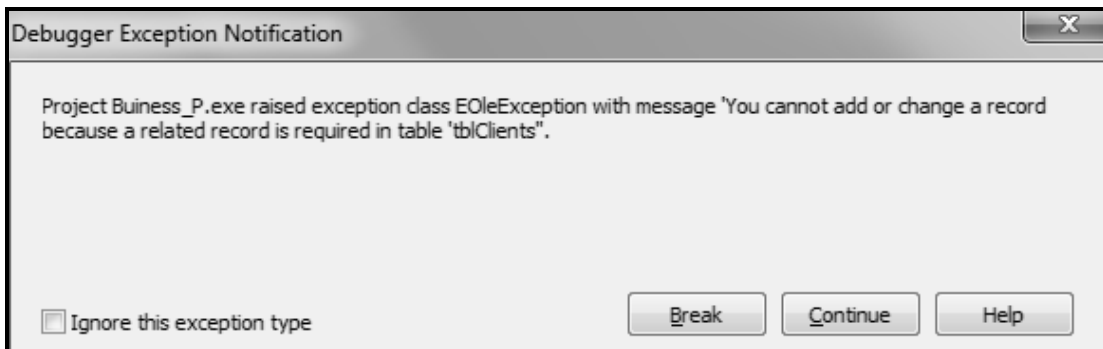 Debugger Exception Notification
X
Project Buiness_P.exe raised exception class EOleException with message 'You cannot add or change a record
because a related record is required in table 'tblClients''.
Ignore this exception type
Break
Continue
Help